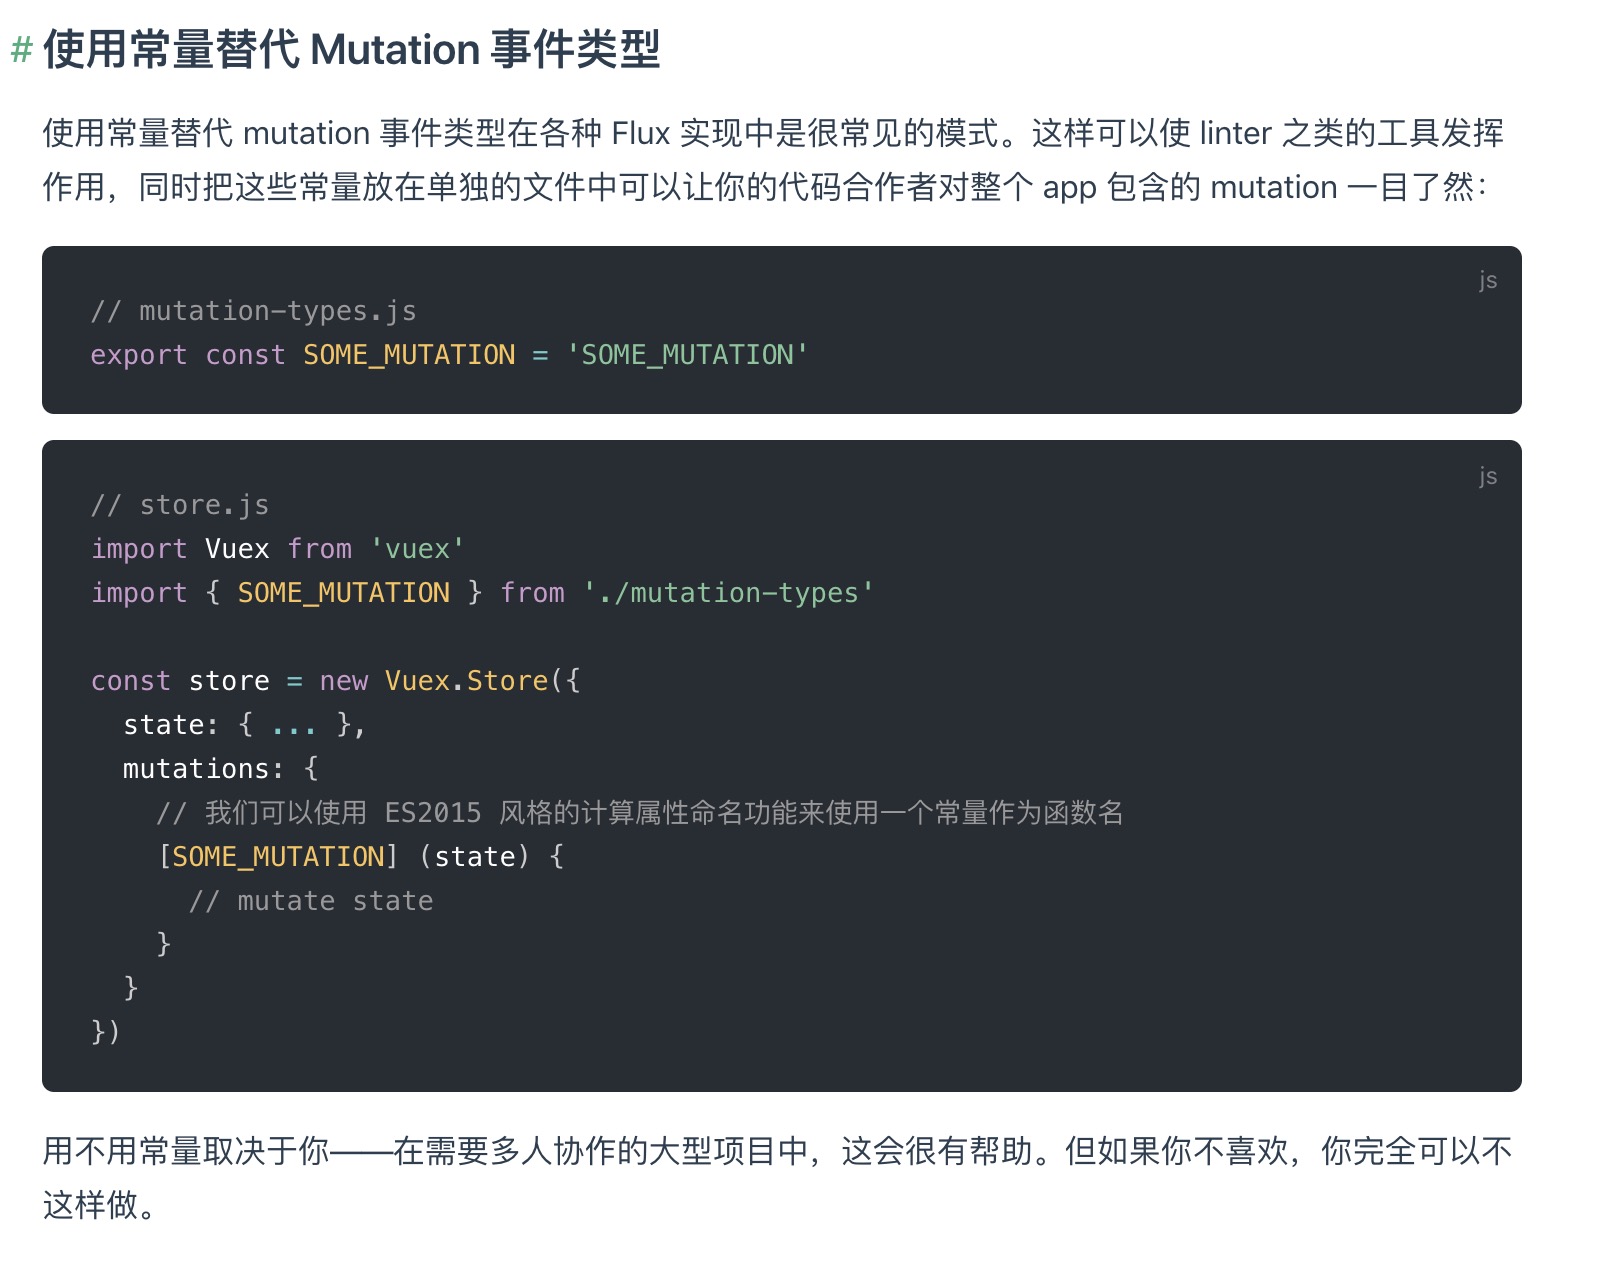 # 使用常量替代 Mutation 事件类型
使用常量替代 mutation 事件类型在各种 Flux 实现中是很常见的模式。这样可以使 linter 之类的工具发挥
作用，同时把这些常量放在单独的文件中可以让你的代码合作者对整个 app 包含的 mutation 一目了然：
js
// mutation-types.js
export const SOME_MUTATION = 'SOME_MUTATION'
js
// store.js
import Vuex from 'vuex'
import { SOME_MUTATION } from './mutation-types'
const store = new Vuex.Store({
  state: { ... },
  mutations: {
    // 我们可以使用 ES2015 风格的计算属性命名功能来使用一个常量作为函数名
    [SOME_MUTATION] (state) {
      // mutate state
    }
  }
})
用不用常量取决于你——在需要多人协作的大型项目中，这会很有帮助。但如果你不喜欢，你完全可以不
这样做。